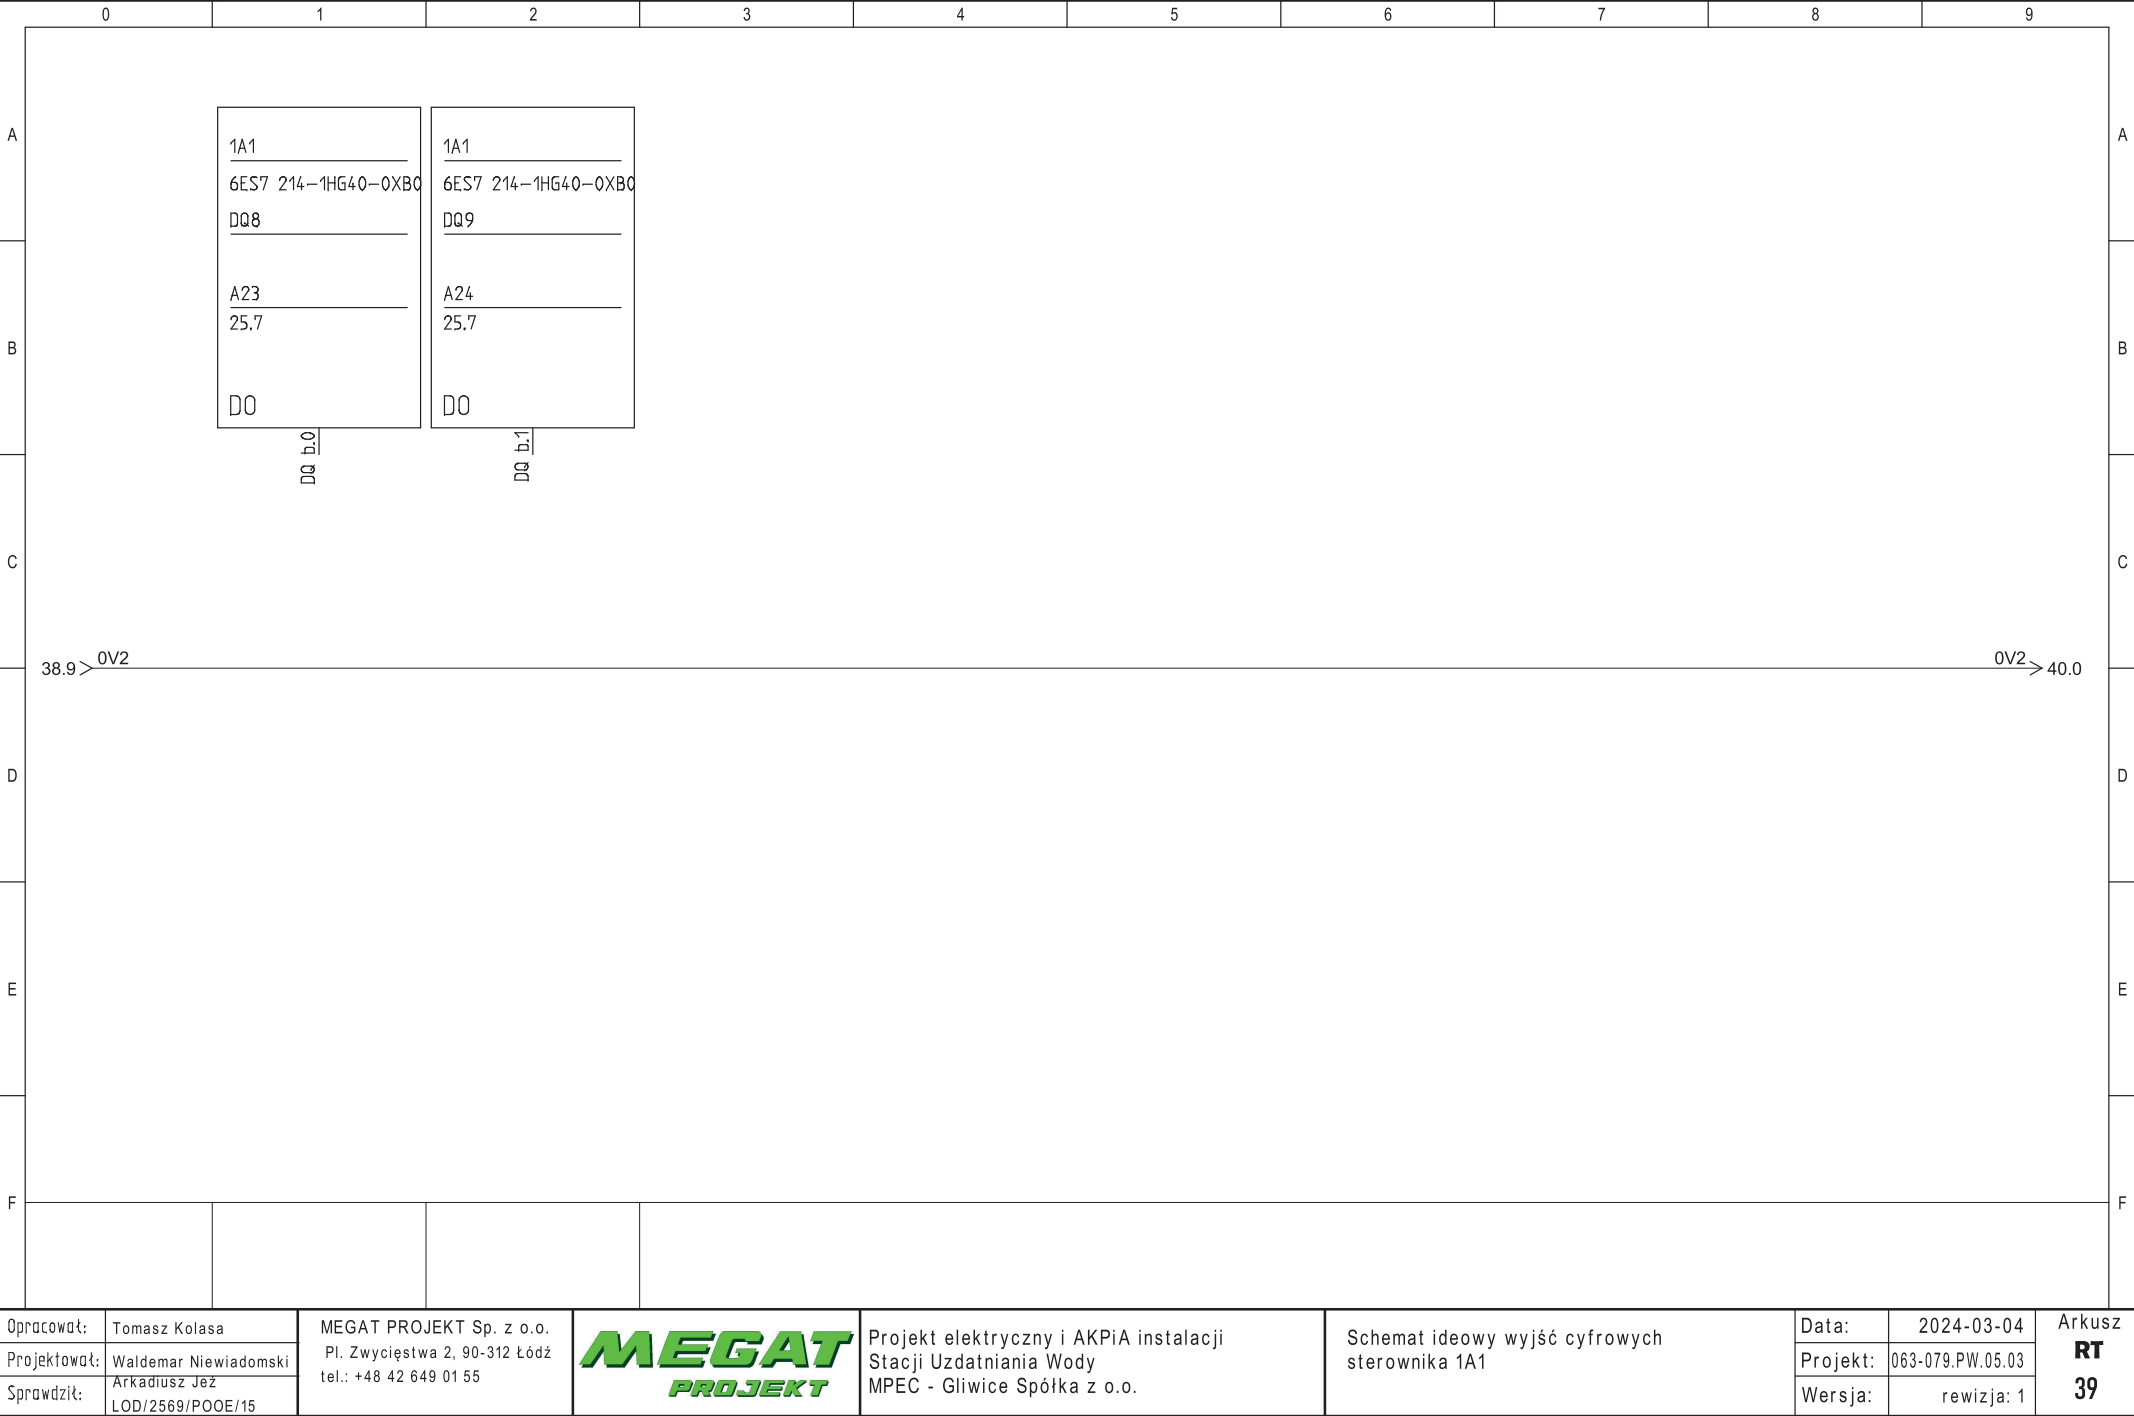 0 1 2 3 4 5 6 7 8 9
A A
1A1 1A1
6ES7 214-1HG40-0XB0 6ES7 214-1HG40-0XB0
DQ8 DQ9
A23 A24
25.7 25.7
B B
DO DO
DQ b.0 DQ b.1
C C
38.9 0V2 0V2 40.0
D D
E E
F F
Opracował: Tomasz Kolasa
Projektował: Waldemar Niewiadomski
Sprawdził: Arkadiusz Jeż
LOD/2569/POOE/15
MEGAT PROJEKT Sp. z o.o.
Pl. Zwycięstwa 2, 90-312 Łódź
tel.: +48 42 649 01 55
MEGAT
PROJEKT
Projekt elektryczny i AKPiA instalacji
Stacji Uzdatniania Wody
MPEC - Gliwice Spółka z o.o.
Schemat ideowy wyjść cyfrowych
sterownika 1A1
Data: 2024-03-04
Projekt: 063-079.PW.05.03
Wersja: rewizja: 1
Arkusz
RT
39